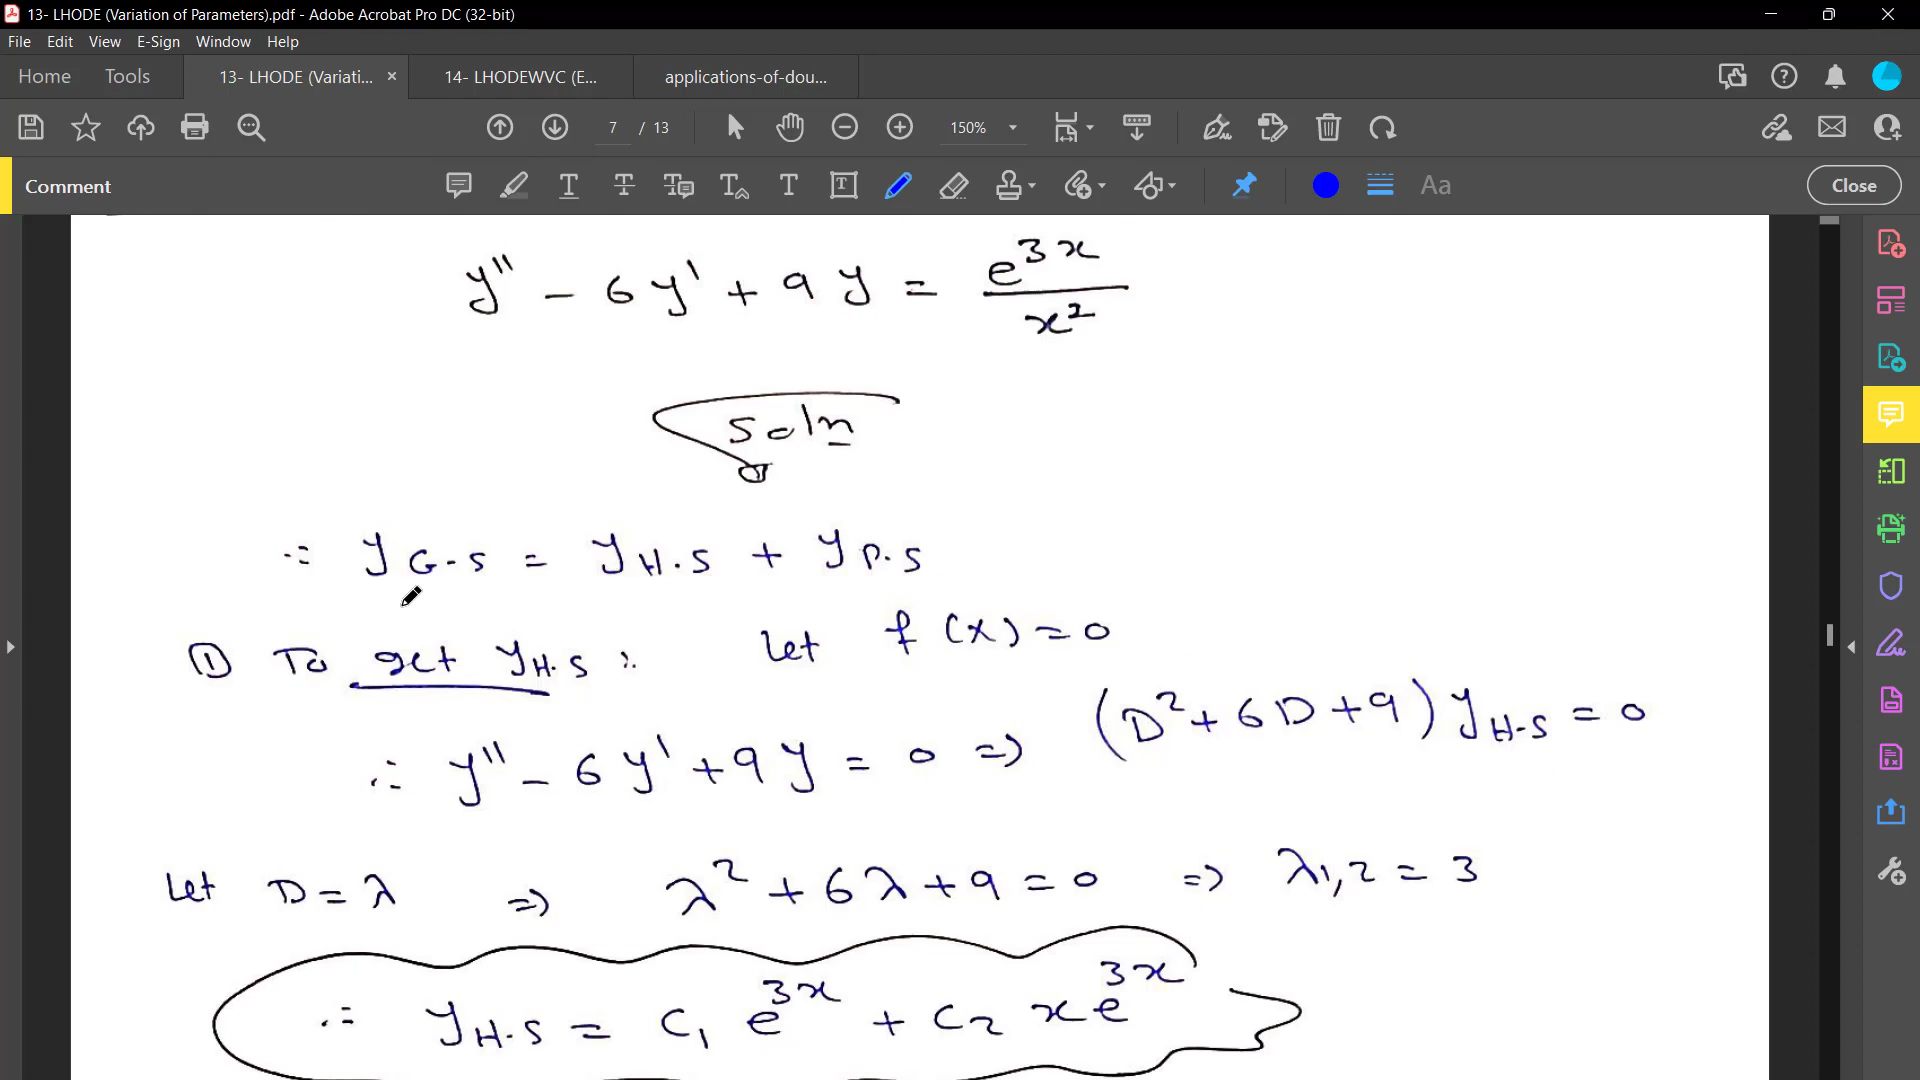 13- LHODE (Variation of Parameters).pdf - Adobe Acrobat Pro DC (32-bit)
File Edit View E-Sign Window Help
Home Tools 13- LHODE (Variati... × 14- LHODEWVC (E... applications-of-dou...
7 / 13 150%
Comment Aa Close
y'' - 6y' + 9y = e^{3x} / x^2
Soln
∵ y_{G.S} = y_{H.S} + y_{P.S}
① To get y_{H.S} : Let f(x) = 0
∴ y'' - 6y' + 9y = 0 => (D^2 + 6D + 9) y_{H.S} = 0
Let D = λ => λ^2 + 6λ + 9 = 0 => λ_{1,2} = 3
∴ y_{H.S} = C_1 e^{3x} + C_2 x e^{3x}